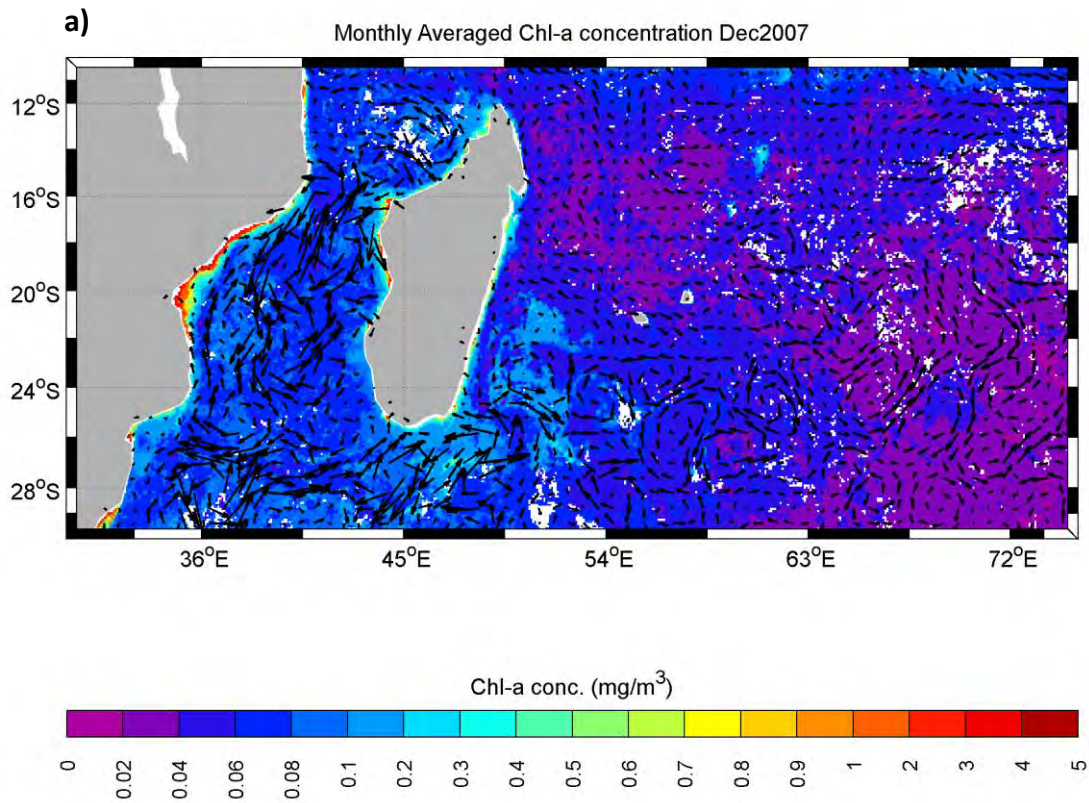 a)
Monthly Averaged Chl-a concentration Dec2007
12°S
16°S
20°S
24°S
28°S
36°E 45°E 54°E 63°E 72°E
Chl-a conc. (mg/m³)
0 0.02 0.04 0.06 0.08 0.1 0.2 0.3 0.4 0.5 0.6 0.7 0.8 0.9 1 2 3 4 5